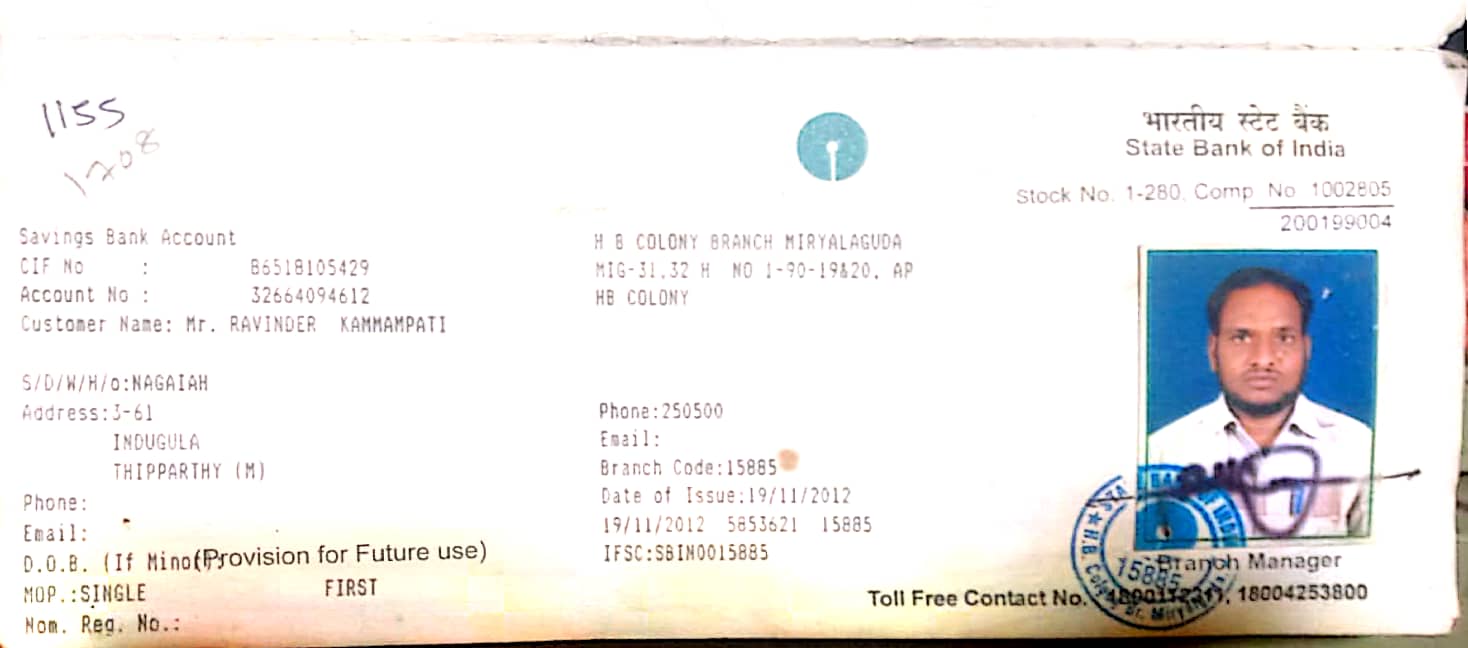 1155
1208
भारतीय स्टेट बैंक
State Bank of India
Stock No. 1-280, Comp No 1002805
200199004
Savings Bank Account
CIF No : 86518105429
Account No : 32664094612
Customer Name: Mr. RAVINDER KAMMAMPATI
S/D/W/H/o:NAGAIAH
Address:3-61
INDUGULA
THIPPARTHY (M)
Phone:
Email:
D.O.B. (If Minor (Provision for Future use)
MOP.:SINGLE FIRST
Nom. Reg. No.:
H B COLONY BRANCH MIRYALAGUDA
MIG-31,32 H NO 1-90-19&20, AP
HB COLONY
Phone:250500
Email:
Branch Code:15885
Date of Issue:19/11/2012
19/11/2012 5853621 15885
IFSC:SBIN0015885
15885
Branch Manager
Toll Free Contact No. 18004253800